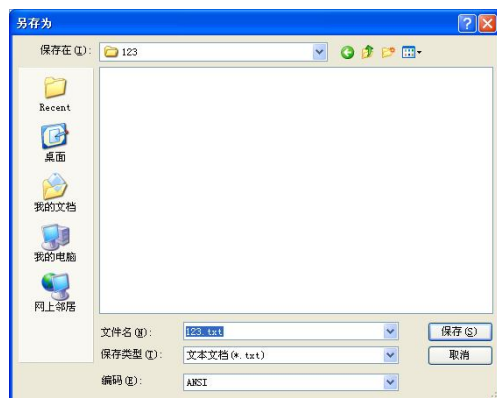 另存为
保存在(I):
123
Recent
桌面
我的文档
我的电脑
网上邻居
文件名(N):
123.txt
保存(S)
保存类型(T):
文本文档(*.txt)
取消
编码(E):
ANSI